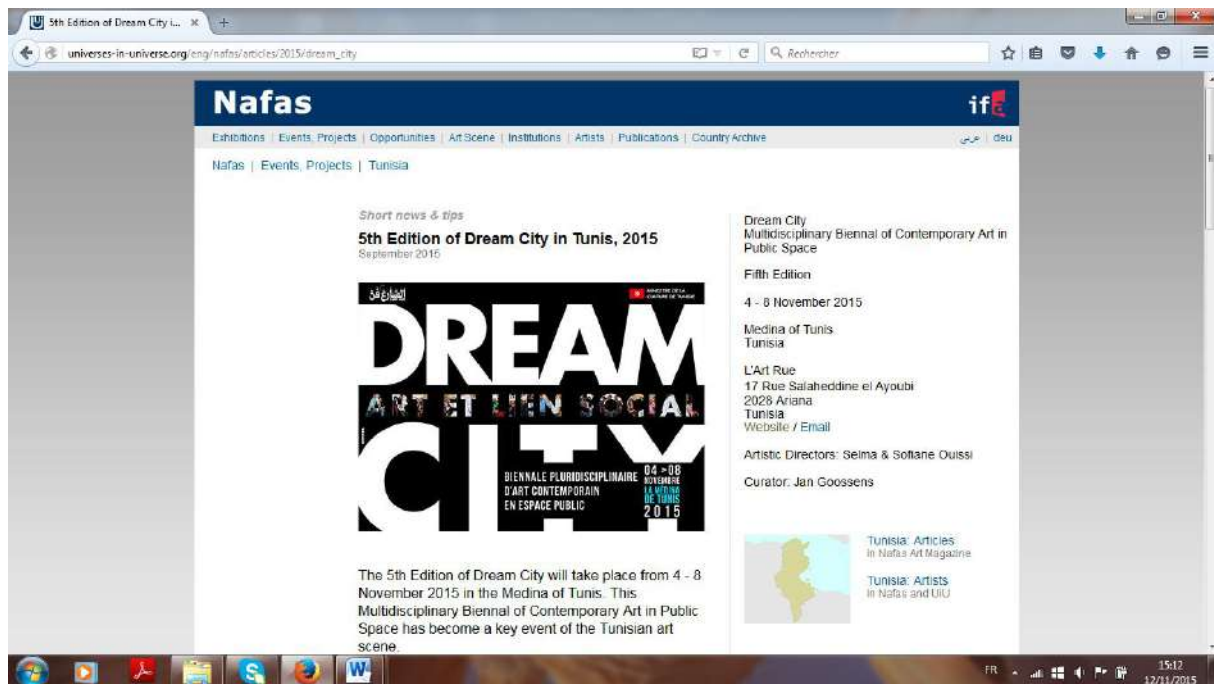 5th Edition of Dream City i...
universes-in-universe.org/eng/nafas/articles/2015/dream_city
Rechercher
Nafas
ifa
Exhibitions | Events, Projects | Opportunities | Art Scene | Institutions | Artists | Publications | Country Archive
عربي | deu
Nafas | Events, Projects | Tunisia
Short news & tips
5th Edition of Dream City in Tunis, 2015
September 2015
DREAM
ART ET LIEN SOCIAL
CITY
BIENNALE PLURIDISCIPLINAIRE
D'ART CONTEMPORAIN
EN ESPACE PUBLIC
04 > 08
NOVEMBRE
LA MÉDINA
DE TUNIS
2015
The 5th Edition of Dream City will take place from 4 - 8
November 2015 in the Medina of Tunis. This
Multidisciplinary Biennal of Contemporary Art in Public
Space has become a key event of the Tunisian art
scene.
Dream City
Multidisciplinary Biennal of Contemporary Art in
Public Space
Fifth Edition
4 - 8 November 2015
Medina of Tunis
Tunisia
L'Art Rue
17 Rue Salaheddine el Ayoubi
2028 Ariana
Tunisia
Website / Email
Artistic Directors: Selma & Sofiane Ouissi
Curator: Jan Goossens
Tunisia: Articles
in Nafas Art Magazine
Tunisia: Artists
in Nafas and UiU
FR
15:12
12/11/2015